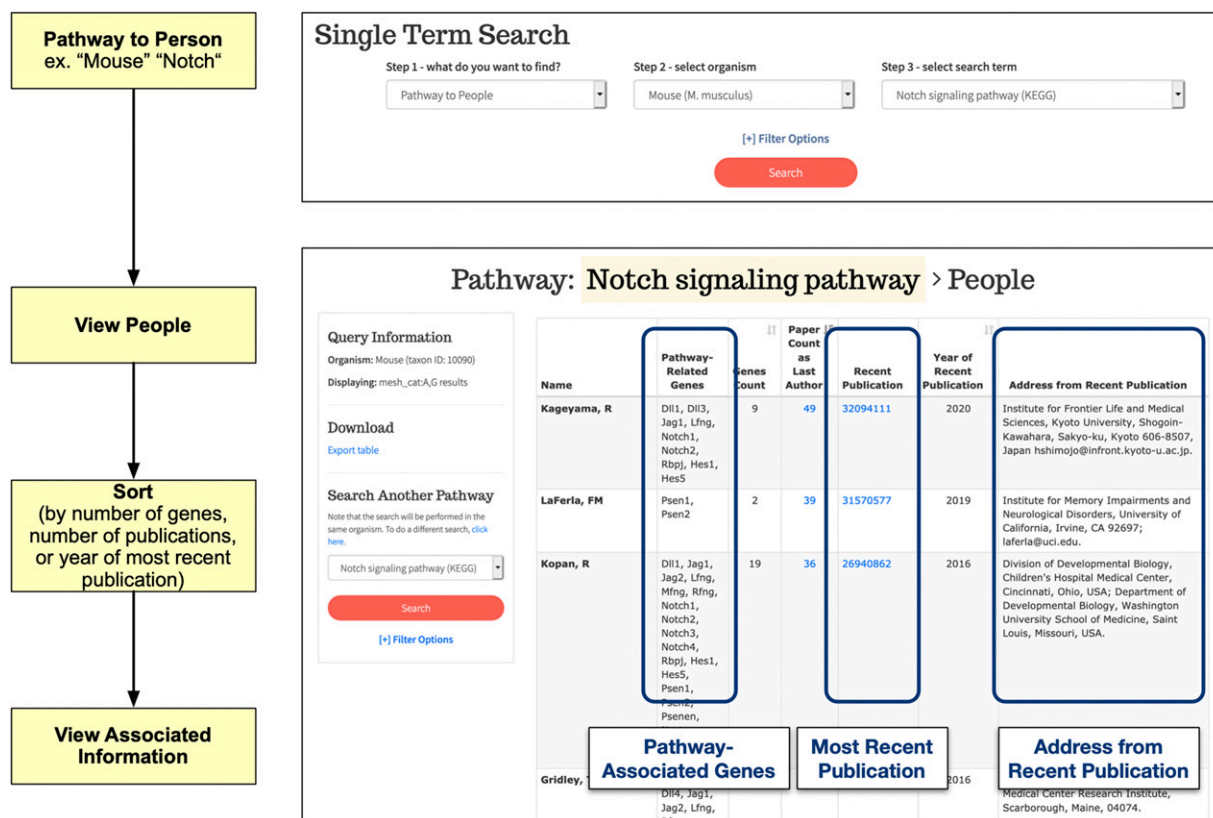 Pathway to Person
ex. “Mouse” “Notch“
View People
Sort
(by number of genes,
number of publications,
or year of most recent
publication)
View Associated
Information
Single Term Search
Step 1 - what do you want to find?
Pathway to People
Step 2 - select organism
Mouse (M. musculus)
Step 3 - select search term
Notch signaling pathway (KEGG)
[+] Filter Options
Search
Pathway: Notch signaling pathway > People
Query Information
Organism: Mouse (taxon ID: 10090)
Displaying: mesh_cat:A,G results
Download
Export table
Search Another Pathway
Note that the search will be performed in the
same organism. To do a different search, click
here.
Notch signaling pathway (KEGG)
Search
[+] Filter Options
Name
Pathway-
Related
Genes
Genes
Count
Paper
Count
as
Last
Author
Recent
Publication
Year of
Recent
Publication
Address from Recent Publication
Kageyama, R
Dll1, Dll3,
Jag1, Lfng,
Notch1,
Notch2,
Rbpj, Hes1,
Hes5
9
49
32094111
2020
Institute for Frontier Life and Medical
Sciences, Kyoto University, Shogoin-
Kawahara, Sakyo-ku, Kyoto 606-8507,
Japan hshimojo@infront.kyoto-u.ac.jp.
LaFerla, FM
Psen1,
Psen2
2
39
31570577
2019
Institute for Memory Impairments and
Neurological Disorders, University of
California, Irvine, CA 92697;
laferla@uci.edu.
Kopan, R
Dll1, Jag1,
Jag2, Lfng,
Mfng, Rfng,
Notch1,
Notch2,
Notch3,
Notch4,
Rbpj, Hes1,
Hes5,
Psen1,
Psen2,
Psenen,
19
36
26940862
2016
Division of Developmental Biology,
Children's Hospital Medical Center,
Cincinnati, Ohio, USA; Department of
Developmental Biology, Washington
University School of Medicine, Saint
Louis, Missouri, USA.
Pathway-
Associated Genes
Most Recent
Publication
Address from
Recent Publication
Gridley,
Dll4, Jag1,
Jag2, Lfng,
2016
Medical Center Research Institute,
Scarborough, Maine, 04074.